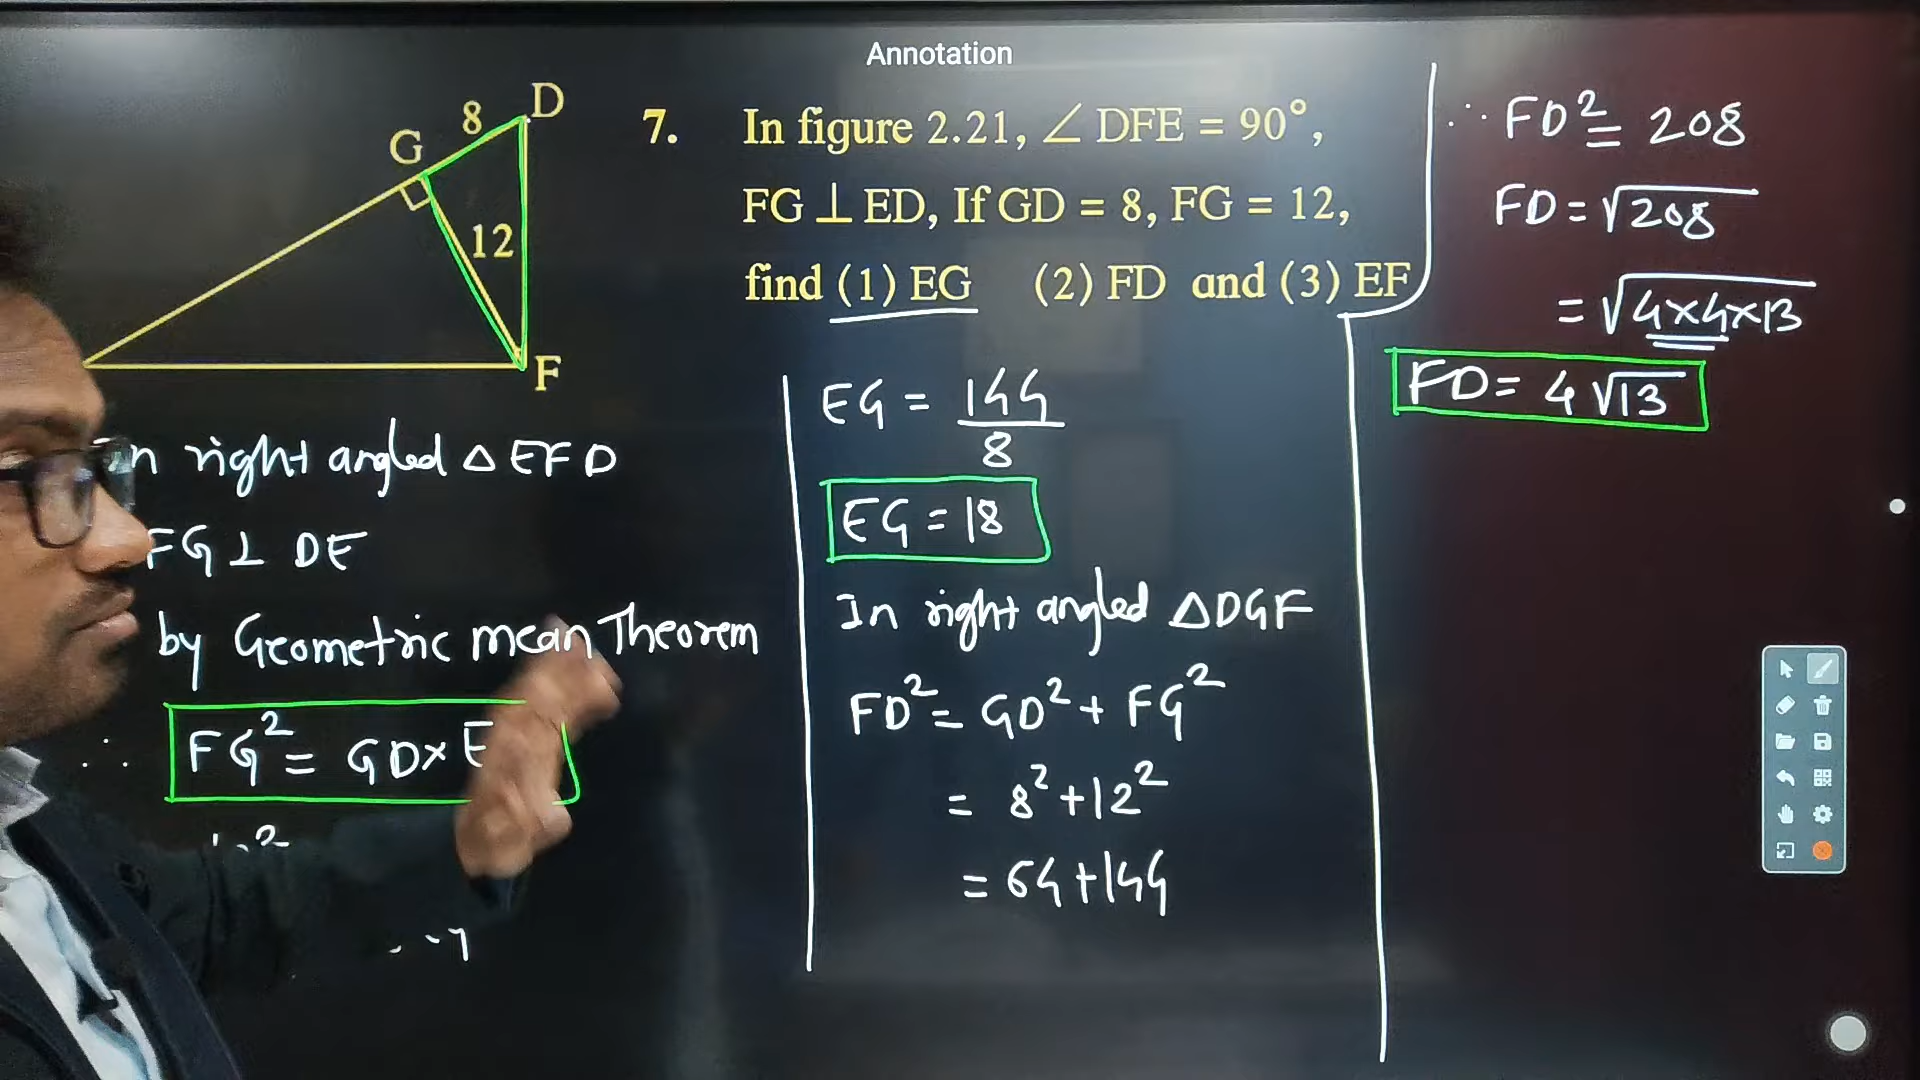 Annotation
8
D
G
12
F
7. In figure 2.21, ∠ DFE = 90°,
FG ⊥ ED, If GD = 8, FG = 12,
find (1) EG (2) FD and (3) EF
In right angled △ EFD
FG ⊥ DE
by Geometric mean Theorem
∴ FG² = GD × E
EG = 144/8
EG = 18
In right angled △DGF
FD² = GD² + FG²
= 8² + 12²
= 64 + 144
∴ FD² = 208
FD = √208
= √4×4×13
FD = 4√13